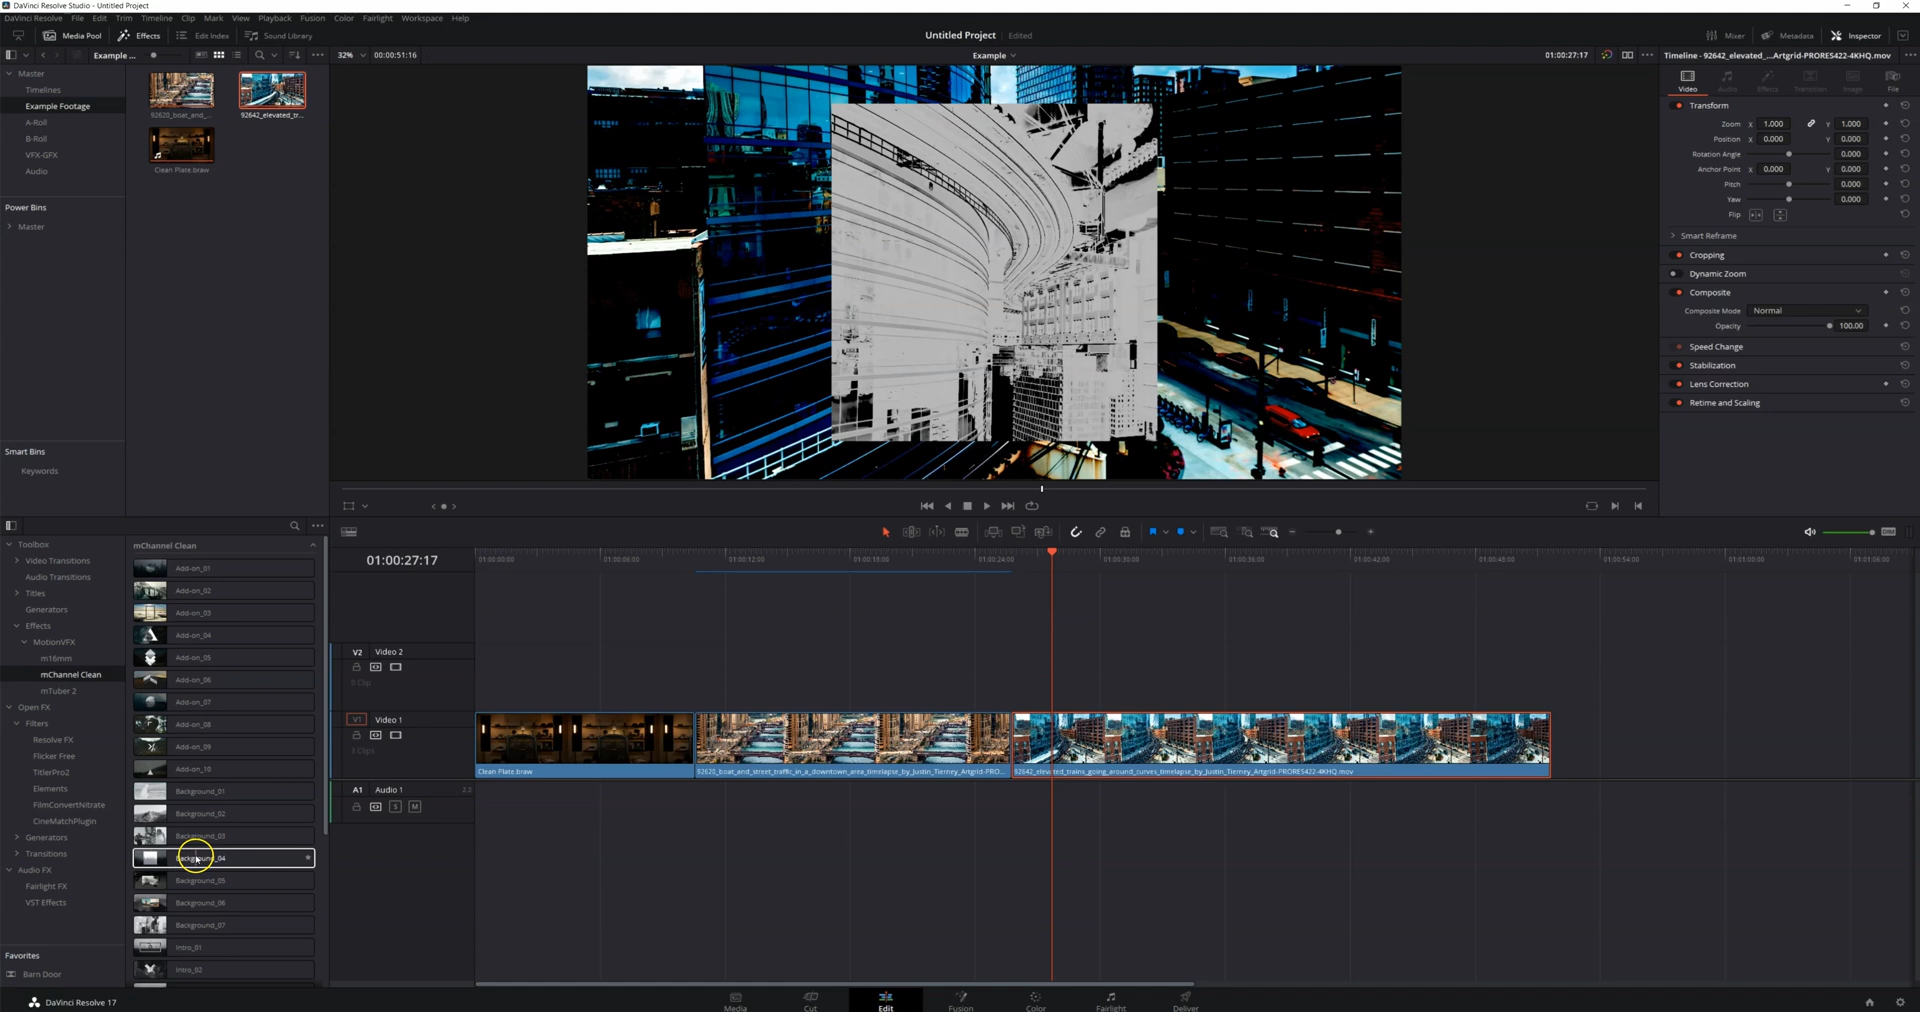 DaVinci Resolve Studio - Untitled Project
DaVinci Resolve File Edit Trim Timeline Clip Mark View Playback Fusion Color Fairlight Workspace Help
Media Pool Effects Edit Index Sound Library Untitled Project Edited Mixer Metadata Inspector
Example ... 32% 00:00:51:16 Example 01:00:27:17 Timeline - 92642_elevated_...Artgrid-PRORES422-4KHQ.mov
Master
Timelines
Example Footage
A-Roll
B-Roll
VFX-GFX
Audio
Power Bins
Master
Smart Bins
Keywords
92620_boat_and_...
92642_elevated_tr...
Clean Plate.braw
Video Audio Effects Transition Image File
Transform
Zoom X 1.000 Y 1.000
Position X 0.000 Y 0.000
Rotation Angle 0.000
Anchor Point X 0.000 Y 0.000
Pitch 0.000
Yaw 0.000
Flip
Smart Reframe
Cropping
Dynamic Zoom
Composite
Composite Mode Normal
Opacity 100.00
Speed Change
Stabilization
Lens Correction
Retime and Scaling
Toolbox
Video Transitions
Audio Transitions
Titles
Generators
Effects
MotionVFX
m16mm
mChannel Clean
mTuber 2
Open FX
Filters
Resolve FX
Flicker Free
TitlerPro2
Elements
FilmConvertNitrate
CineMatchPlugin
Generators
Transitions
Audio FX
Fairlight FX
VST Effects
Favorites
Barn Door
mChannel Clean
Add-on_01
Add-on_02
Add-on_03
Add-on_04
Add-on_05
Add-on_06
Add-on_07
Add-on_08
Add-on_09
Add-on_10
Background_01
Background_02
Background_03
Background_04
Background_05
Background_06
Background_07
Intro_01
Intro_02
DIM
01:00:27:17 01:00:00:00 01:00:06:00 01:00:12:00 01:00:18:00 01:00:24:00 01:00:30:00 01:00:36:00 01:00:42:00 01:00:48:00 01:00:54:00 01:01:00:00 01:01:06:00
V2 Video 2
0 Clip
V1 Video 1
3 Clips
Clean Plate.braw
92620_boat_and_street_traffic_in_a_downtown_area_timelapse_by_Justin_Tierney_Artgrid-PRO...
92642_elevated_trains_going_around_curves_timelapse_by_Justin_Tierney_Artgrid-PRORES422-4KHQ.mov
A1 Audio 1 2.0
S M
DaVinci Resolve 17
Media Cut Edit Fusion Color Fairlight Deliver